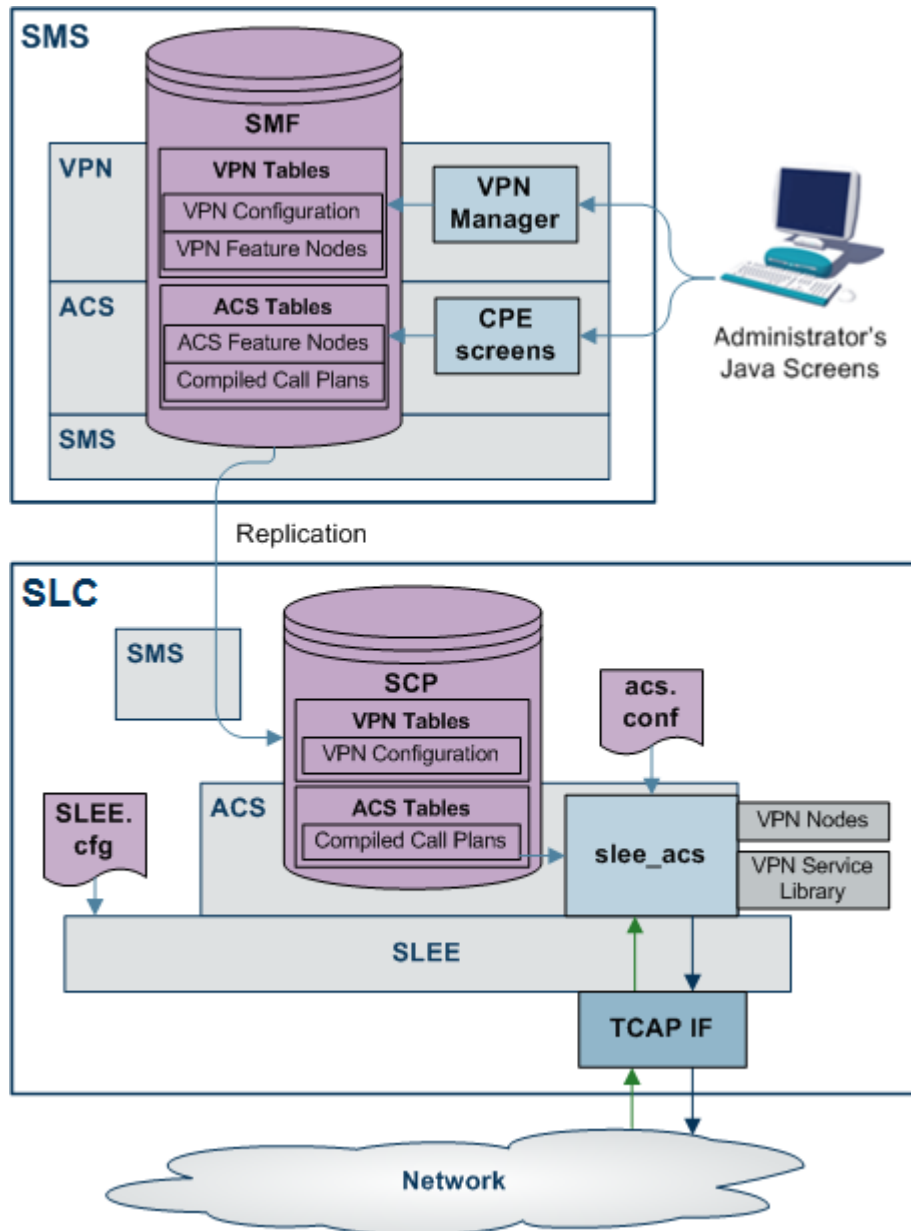 SMS
SMF
VPN
VPN Tables
VPN Configuration
VPN Feature Nodes
VPN
Manager
ACS
ACS Tables
ACS Feature Nodes
Compiled Call Plans
CPE
screens
SMS
Administrator's
Java Screens
Replication
SLC
SMS
SCP
VPN Tables
VPN Configuration
acs.
conf
SLEE.
cfg
ACS
ACS Tables
Compiled Call Plans
slee_acs
VPN Nodes
VPN Service
Library
SLEE
TCAP IF
Network